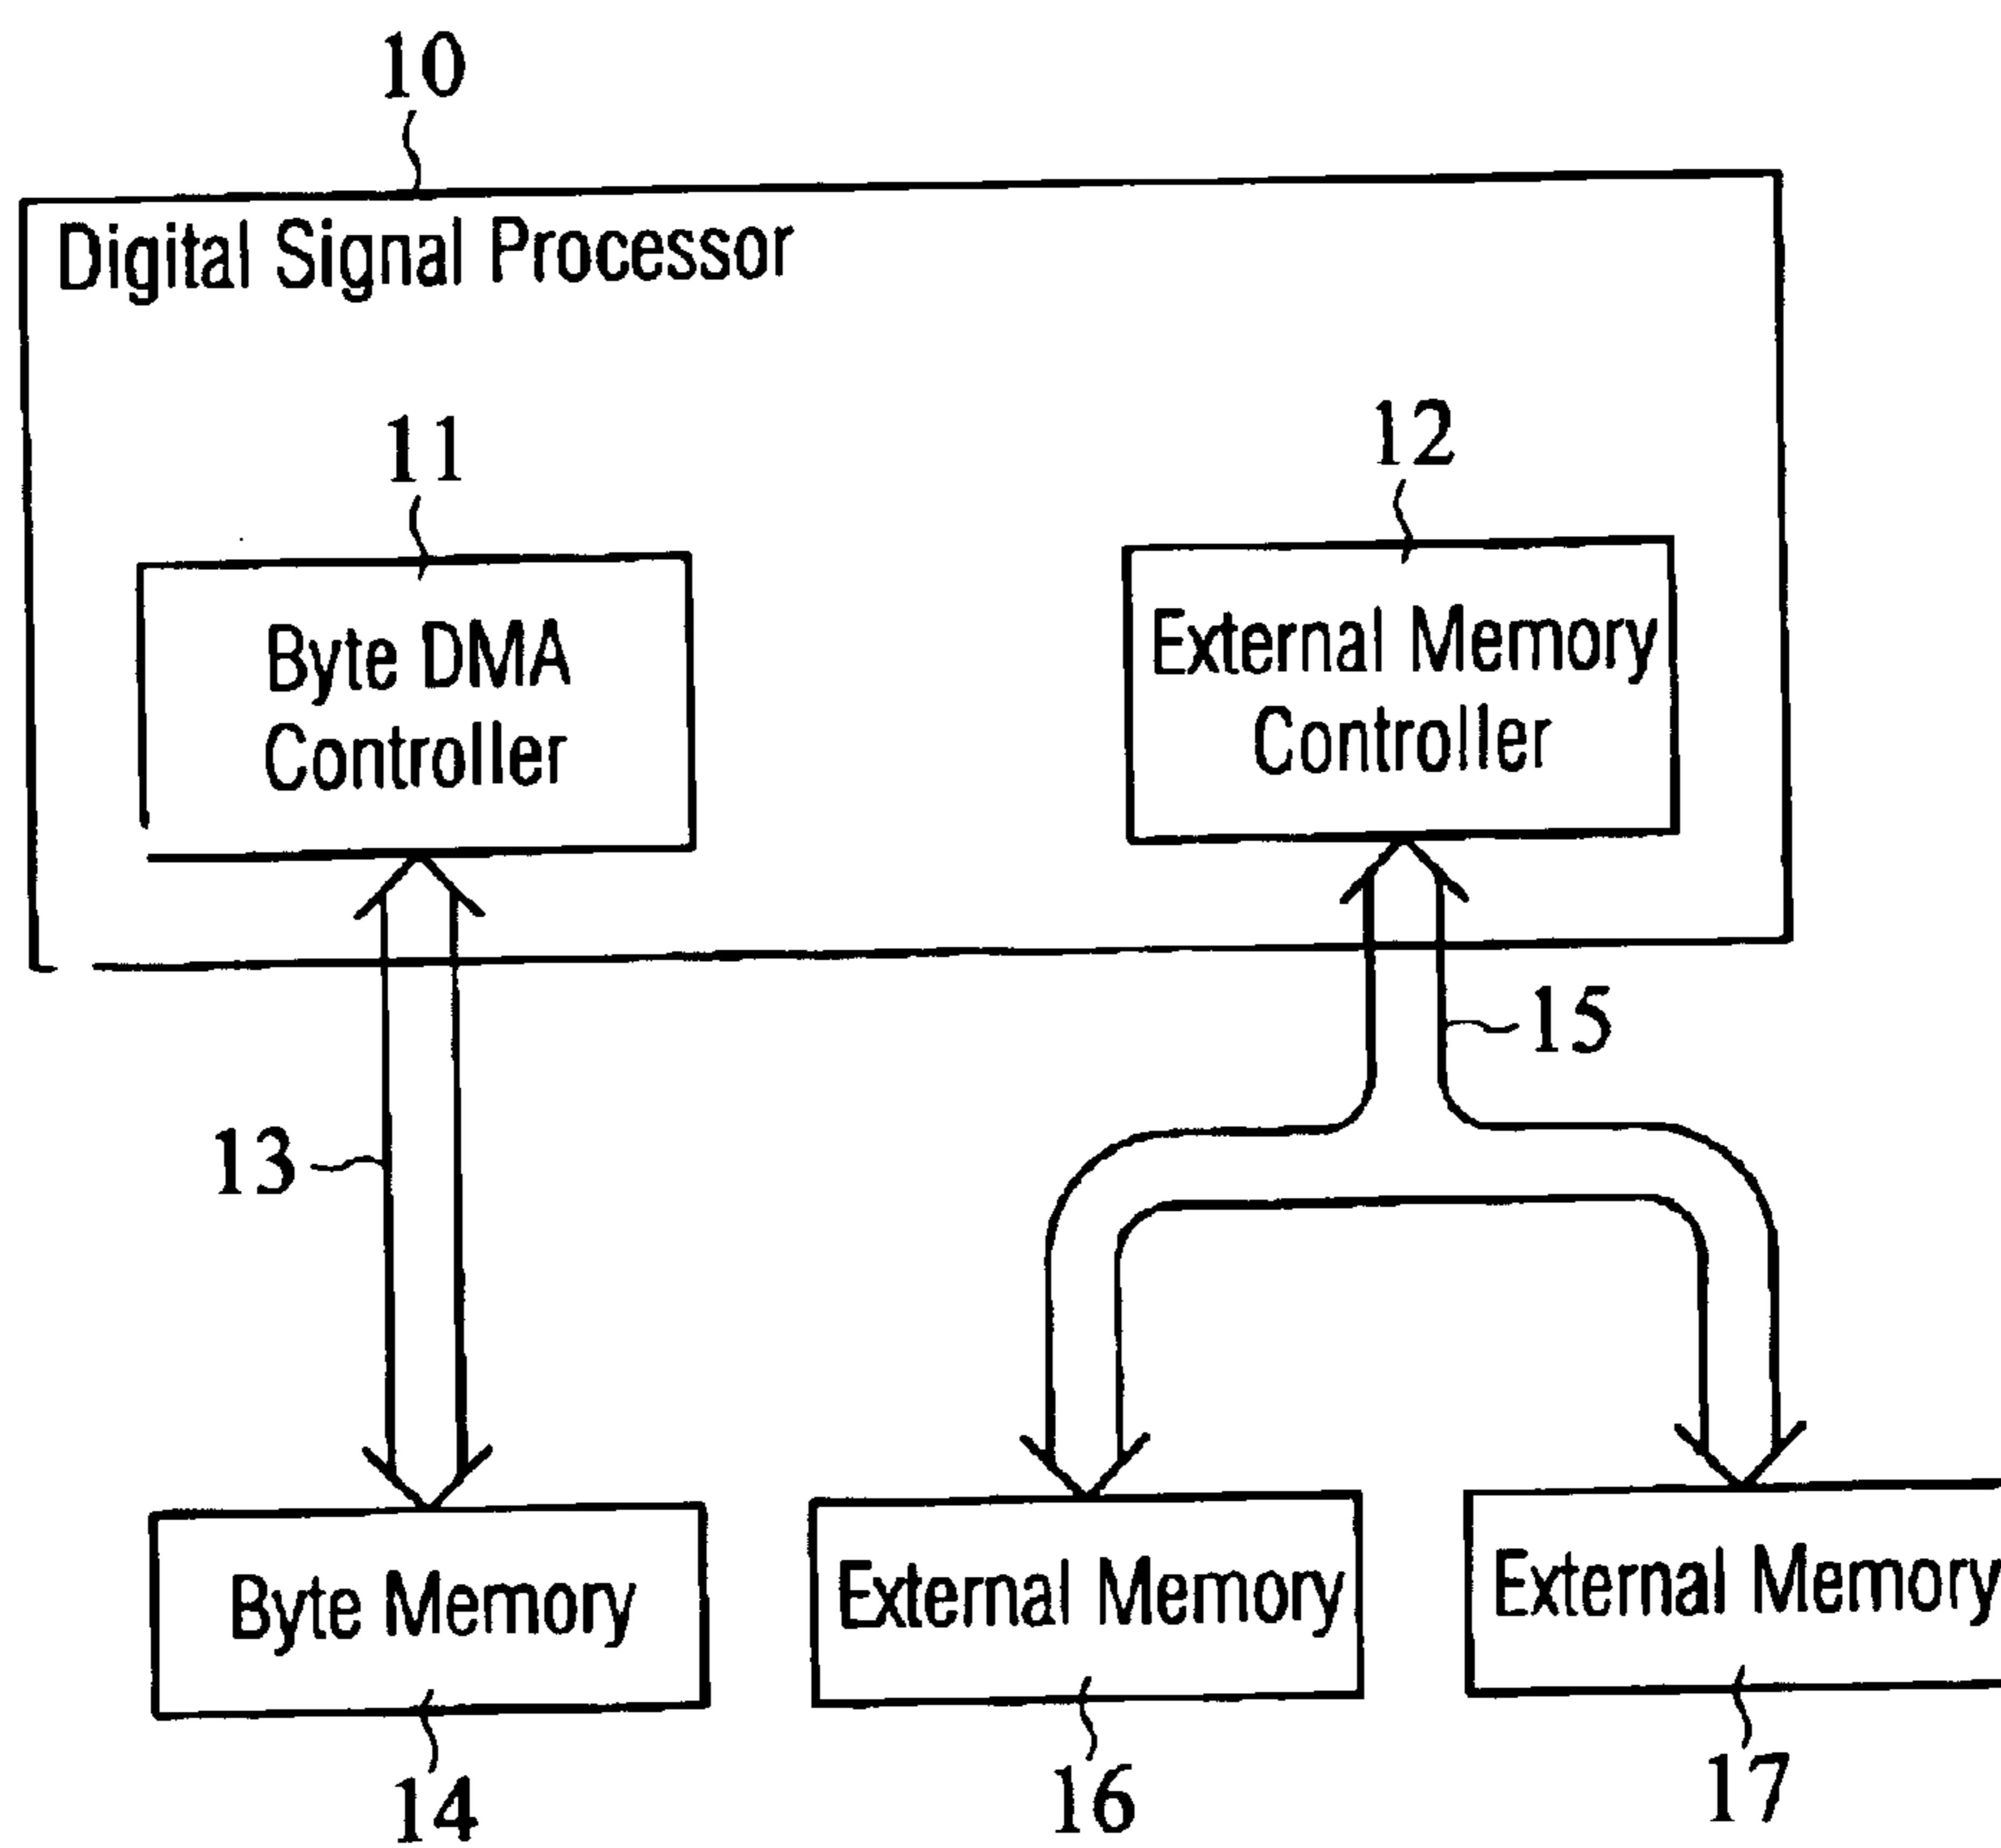 10
Digital Signal Processor
11
12
Byte DMA
Controller
External Memory
Controller
15
13
Byte Memory
External Memory
External Memory
14
16
17